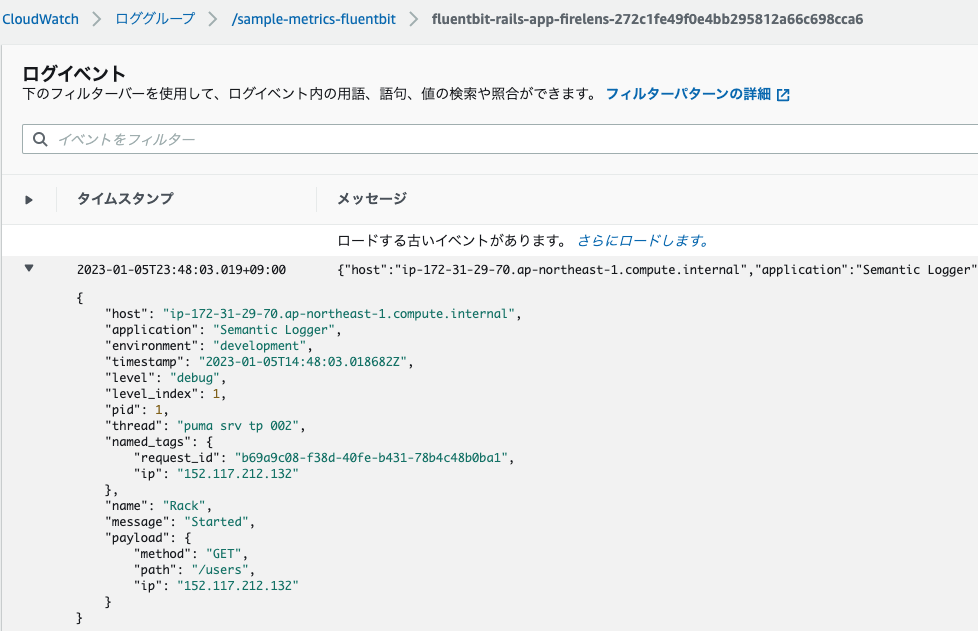 CloudWatch > ロググループ > /sample-metrics-fluentbit > fluentbit-rails-app-firelens-272c1fe49f0e4bb295812a66c698cca6
ログイベント
下のフィルターバーを使用して、ログイベント内の用語、語句、値の検索や照合ができます。 フィルターパターンの詳細
イベントをフィルター
タイムスタンプ メッセージ
ロードする古いイベントがあります。 さらにロードします。
2023-01-05T23:48:03.019+09:00 {"host":"ip-172-31-29-70.ap-northeast-1.compute.internal","application":"Semantic Logger"
{
"host": "ip-172-31-29-70.ap-northeast-1.compute.internal",
"application": "Semantic Logger",
"environment": "development",
"timestamp": "2023-01-05T14:48:03.018682Z",
"level": "debug",
"level_index": 1,
"pid": 1,
"thread": "puma srv tp 002",
"named_tags": {
"request_id": "b69a9c08-f38d-40fe-b431-78b4c48b0ba1",
"ip": "152.117.212.132"
},
"name": "Rack",
"message": "Started",
"payload": {
"method": "GET",
"path": "/users",
"ip": "152.117.212.132"
}
}